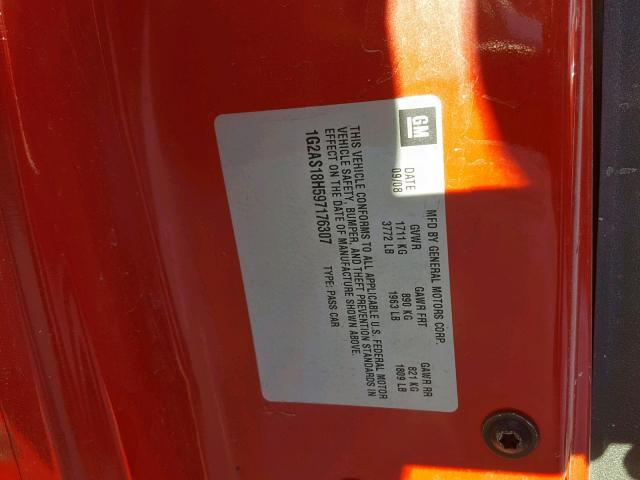 GM
MFD BY GENERAL MOTORS CORP.
DATE GVWR GAWR FRT GAWR RR
09/08 1711 KG 890 KG 821 KG
3772 LB 1963 LB 1809 LB
THIS VEHICLE CONFORMS TO ALL APPLICABLE U.S. FEDERAL MOTOR
VEHICLE SAFETY, BUMPER, AND THEFT PREVENTION STANDARDS IN
EFFECT ON THE DATE OF MANUFACTURE SHOWN ABOVE.
1G2AS18H597176307 TYPE: PASS CAR